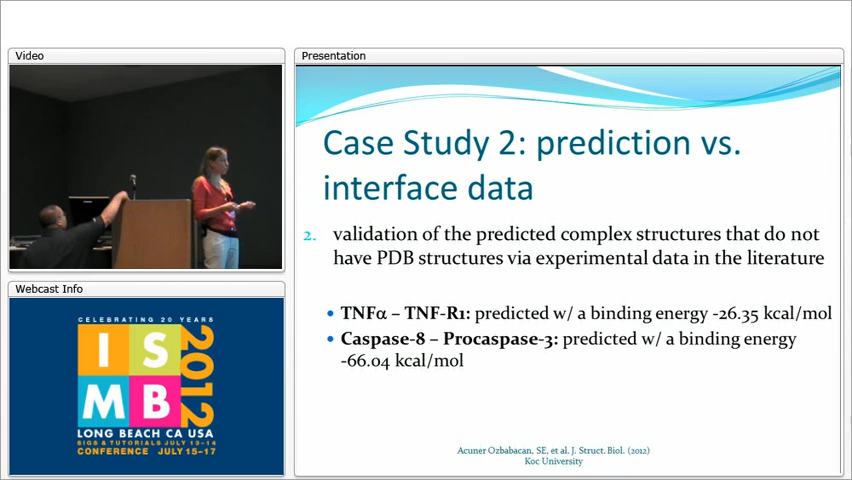 Video
Presentation
Case Study 2: prediction vs.
interface data
2. validation of the predicted complex structures that do not
have PDB structures via experimental data in the literature
• TNFα – TNF-R1: predicted w/ a binding energy -26.35 kcal/mol
• Caspase-8 – Procaspase-3: predicted w/ a binding energy
-66.04 kcal/mol
Acuner Ozbabacan, SE, et al. J. Struct. Biol. (2012)
Koc University
Webcast Info
CELEBRATING 20 YEARS
IS
MB
2012
LONG BEACH CA USA
SIGS & TUTORIALS JULY 13-14
CONFERENCE JULY 15-17